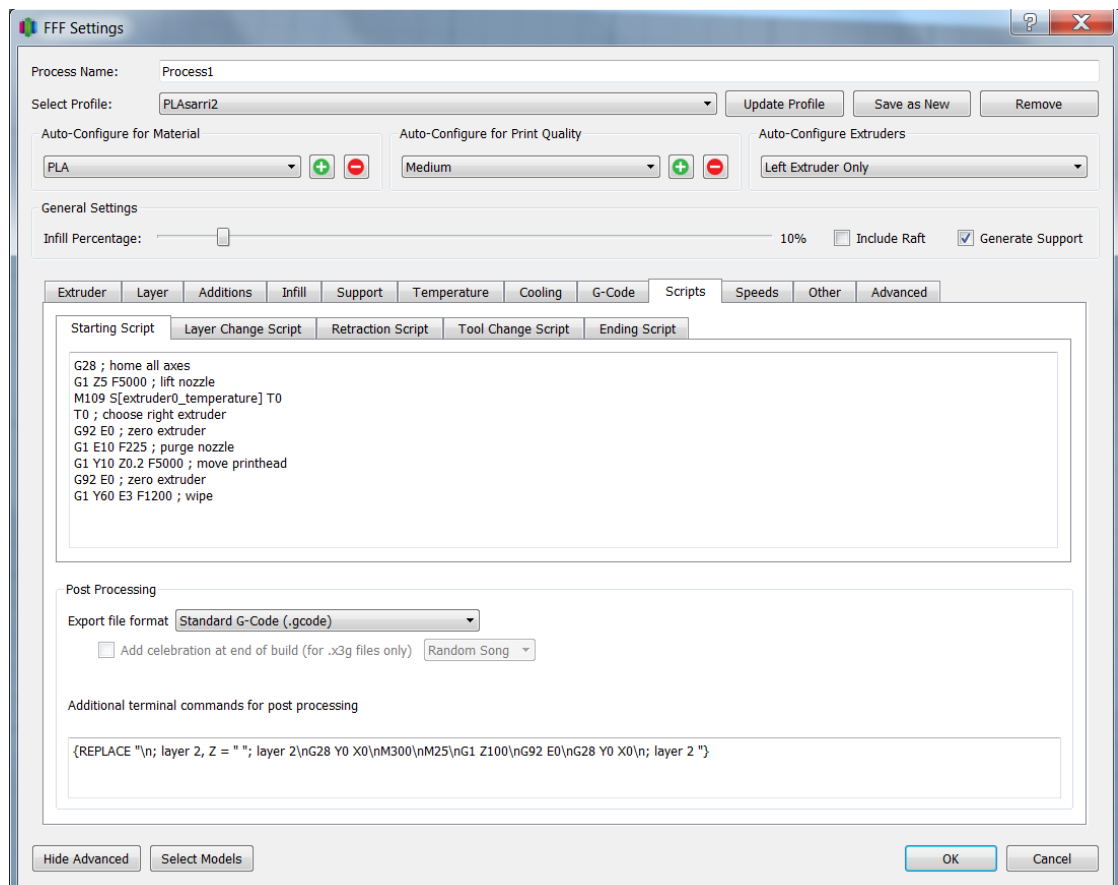 FFF Settings
Process Name: Process1
Select Profile: PLAsarri2 Update Profile Save as New Remove
Auto-Configure for Material Auto-Configure for Print Quality Auto-Configure Extruders
PLA Medium Left Extruder Only
General Settings
Infill Percentage: 10% Include Raft Generate Support
Extruder Layer Additions Infill Support Temperature Cooling G-Code Scripts Speeds Other Advanced
Starting Script Layer Change Script Retraction Script Tool Change Script Ending Script
G28 ; home all axes
G1 Z5 F5000 ; lift nozzle
M109 S[extruder0_temperature] T0
T0 ; choose right extruder
G92 E0 ; zero extruder
G1 E10 F225 ; purge nozzle
G1 Y10 Z0.2 F5000 ; move printhead
G92 E0 ; zero extruder
G1 Y60 E3 F1200 ; wipe
Post Processing
Export file format Standard G-Code (.gcode)
Add celebration at end of build (for .x3g files only) Random Song
Additional terminal commands for post processing
{REPLACE "\n; layer 2, Z = " "; layer 2\nG28 Y0 X0\nM300\nM25\nG1 Z100\nG92 E0\nG28 Y0 X0\n; layer 2 "}
Hide Advanced Select Models OK Cancel